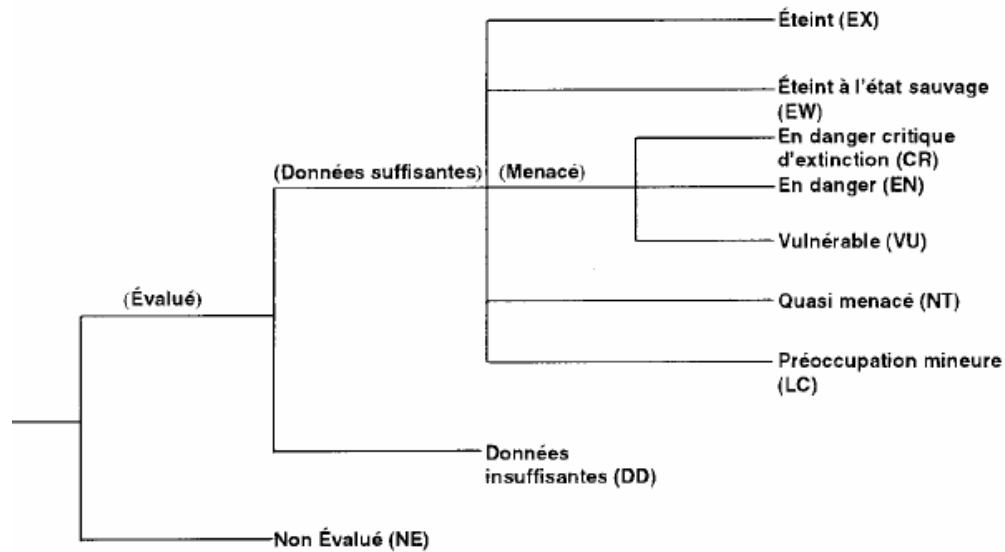 Éteint (EX)
Éteint à l'état sauvage
(EW)
En danger critique
d'extinction (CR)
(Données suffisantes)
(Menacé)
En danger (EN)
Vulnérable (VU)
(Évalué)
Quasi menacé (NT)
Préoccupation mineure
(LC)
Données
insuffisantes (DD)
Non Évalué (NE)